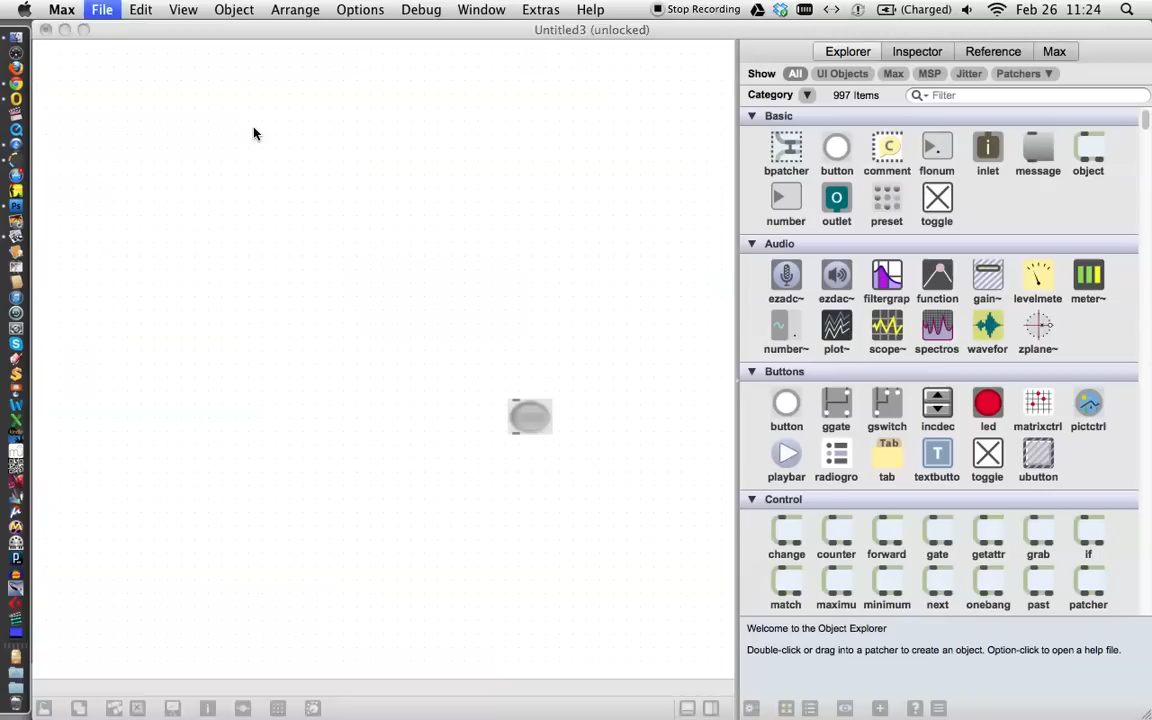 Max File Edit View Object Arrange Options Debug Window Extras Help Stop Recording (Charged) Feb 26 11:24
Untitled3 (unlocked)
Explorer Inspector Reference Max
Show All UI Objects Max MSP Jitter Patchers ▼
Category ▼ 997 Items Filter
Basic
bpatcher button comment flonum inlet message object
number outlet preset toggle
Audio
ezadc~ ezdac~ filtergrap function gain~ levelmete meter~
number~ plot~ scope~ spectros wavefor zplane~
Buttons
button ggate gswitch incdec led matrixctrl pictctrl
Tab
playbar radiogro tab textbutto toggle ubutton
Control
change counter forward gate getattr grab if
match maximu minimum next onebang past patcher
Welcome to the Object Explorer
Double-click or drag into a patcher to create an object. Option-click to open a help file.